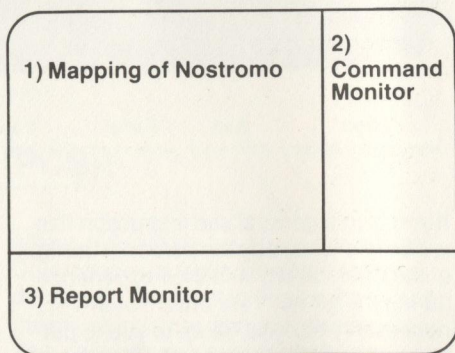 1) Mapping of Nostromo
2)
Command
Monitor
3) Report Monitor